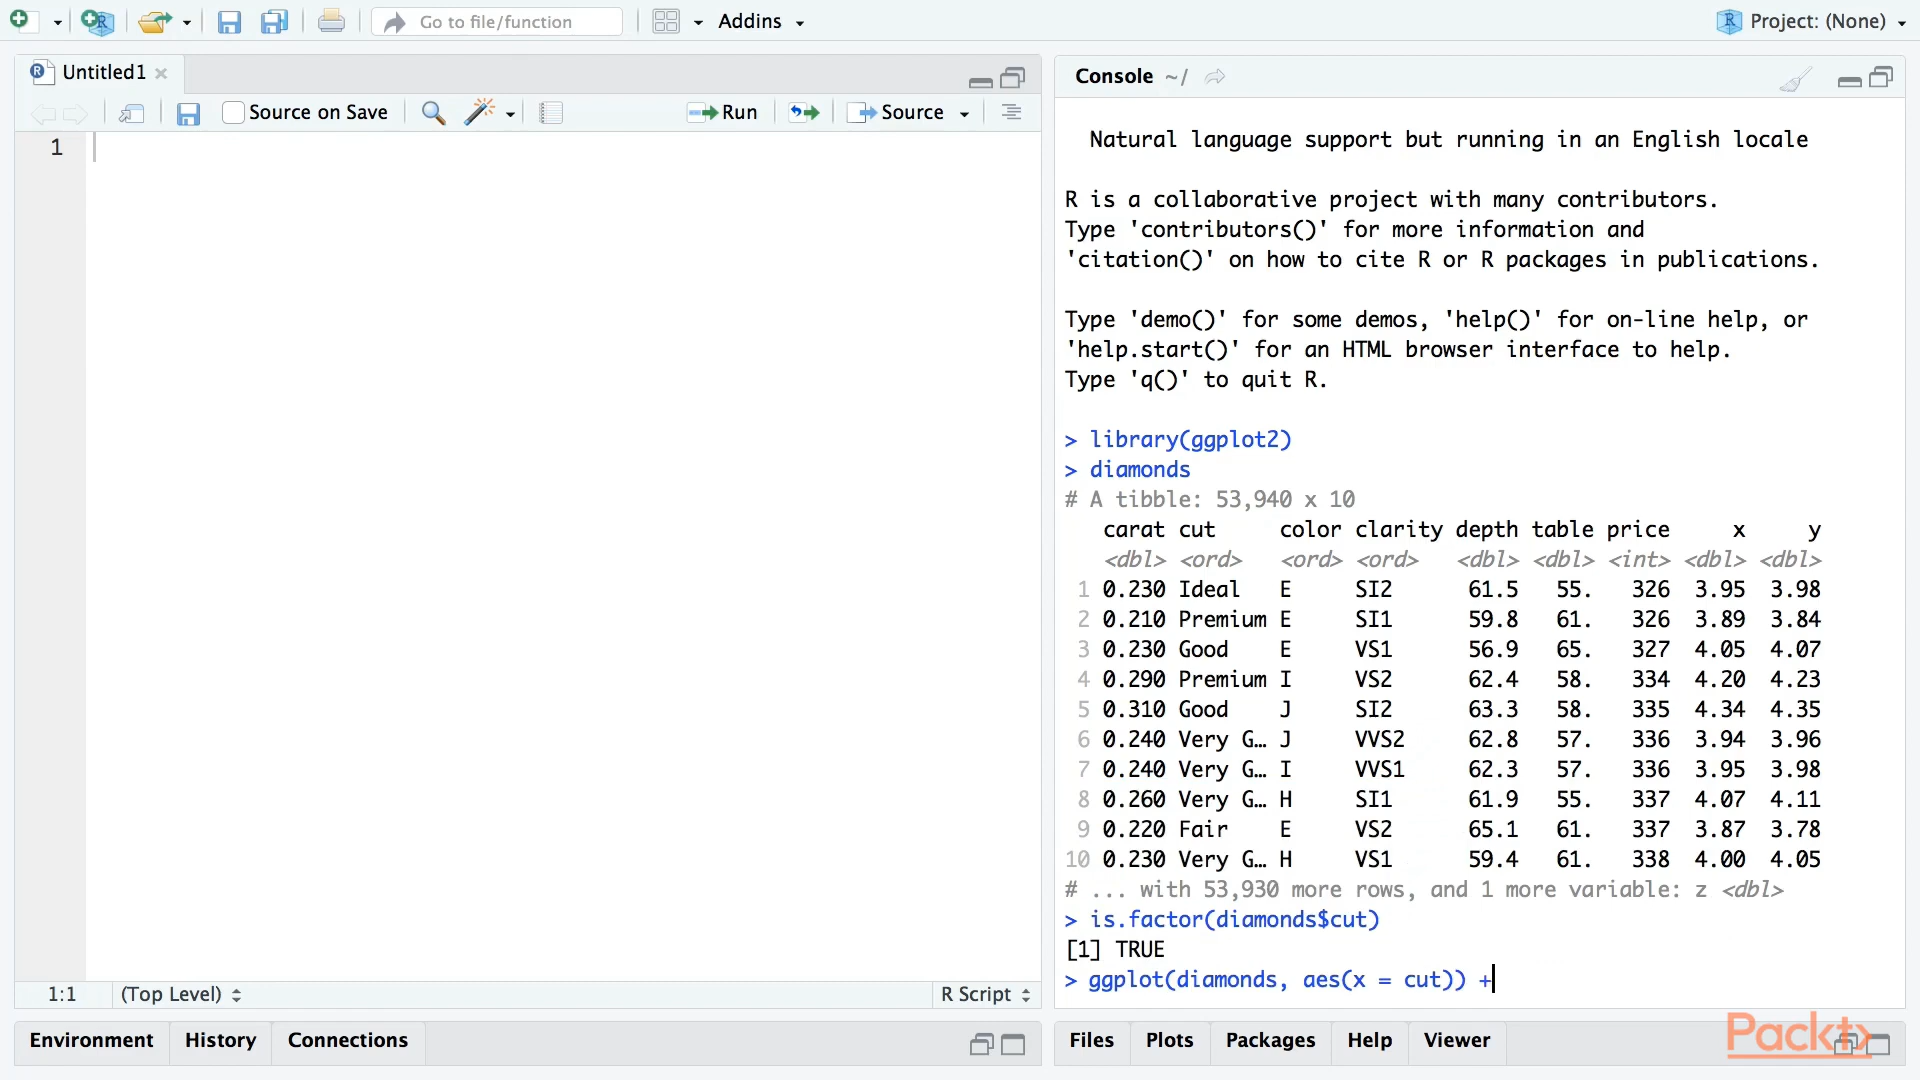 Go to file/function
Addins
Project: (None)
Untitled1
Source on Save
Run
Source
1
1:1
(Top Level)
R Script
Environment
History
Connections
Console ~/
Natural language support but running in an English locale
R is a collaborative project with many contributors.
Type 'contributors()' for more information and
'citation()' on how to cite R or R packages in publications.
Type 'demo()' for some demos, 'help()' for on-line help, or
'help.start()' for an HTML browser interface to help.
Type 'q()' to quit R.
> library(ggplot2)
> diamonds
# A tibble: 53,940 x 10
carat cut color clarity depth table price x y
<dbl> <ord> <ord> <ord> <dbl> <dbl> <int> <dbl> <dbl>
1 0.230 Ideal E SI2 61.5 55. 326 3.95 3.98
2 0.210 Premium E SI1 59.8 61. 326 3.89 3.84
3 0.230 Good E VS1 56.9 65. 327 4.05 4.07
4 0.290 Premium I VS2 62.4 58. 334 4.20 4.23
5 0.310 Good J SI2 63.3 58. 335 4.34 4.35
6 0.240 Very G… J VVS2 62.8 57. 336 3.94 3.96
7 0.240 Very G… I VVS1 62.3 57. 336 3.95 3.98
8 0.260 Very G… H SI1 61.9 55. 337 4.07 4.11
9 0.220 Fair E VS2 65.1 61. 337 3.87 3.78
10 0.230 Very G… H VS1 59.4 61. 338 4.00 4.05
# ... with 53,930 more rows, and 1 more variable: z <dbl>
> is.factor(diamonds$cut)
[1] TRUE
> ggplot(diamonds, aes(x = cut)) +
Files
Plots
Packages
Help
Viewer
Packt>